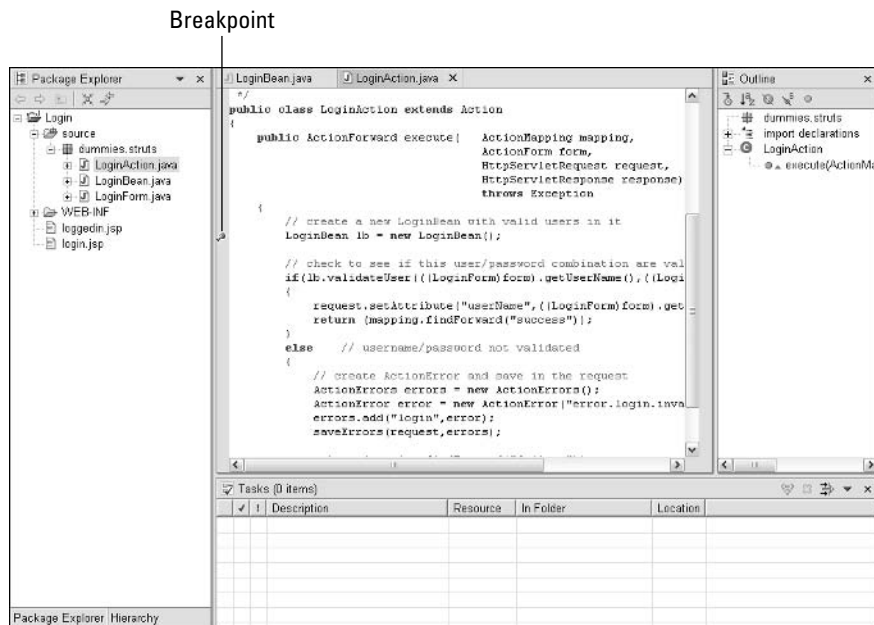 Breakpoint
Package Explorer
Login
source
dummies.struts
LoginAction.java
LoginBean.java
LoginForm.java
WEB-INF
loggedin.jsp
login.jsp
Package Explorer Hierarchy
LoginBean.java LoginAction.java
*/
public class LoginAction extends Action
{
public ActionForward execute( ActionMapping mapping,
ActionForm form,
HttpServletRequest request,
HttpServletResponse response)
throws Exception
{
// create a new LoginBean with valid users in it
LoginBean lb = new LoginBean();
// check to see if this user/password combination are val
if(lb.validateUser(((LoginForm)form).getUserName(),((Logi
{
request.setAttribute("userName",((LoginForm)form).get
return (mapping.findForward("success"));
}
else // username/password not validated
{
// create ActionError and save in the request
ActionErrors errors = new ActionErrors();
ActionError error = new ActionError("error.login.inva
errors.add("login",error);
saveErrors(request,errors);
Outline
dummies.struts
import declarations
LoginAction
execute(ActionMa
Tasks (0 items)
! Description Resource In Folder Location